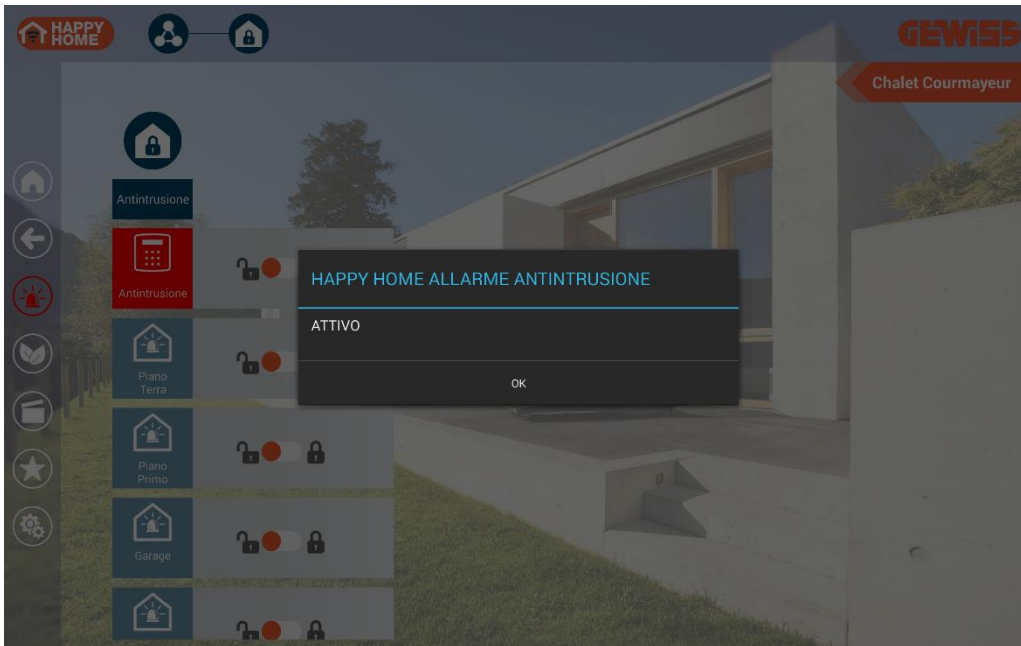 HAPPY
HOME
GEWISS
Chalet Courmayeur
Antintrusione
Antintrusione
HAPPY HOME ALLARME ANTINTRUSIONE
ATTIVO
OK
Piano
Terra
Piano
Primo
Garage